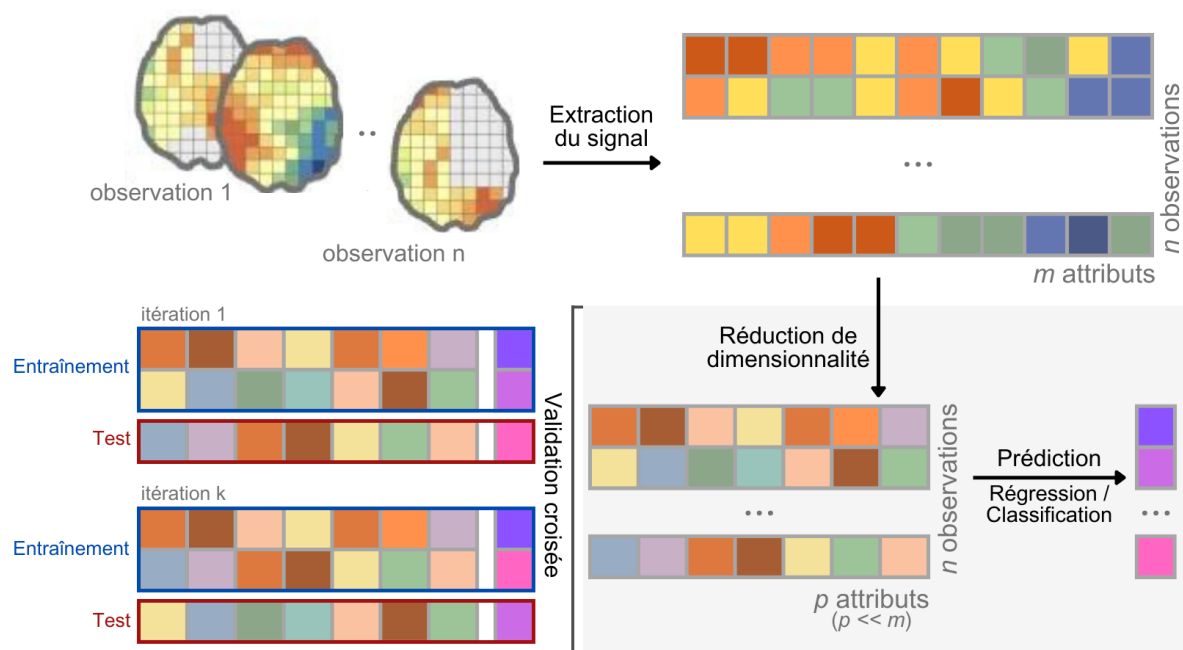 observation 1
..
observation n
Extraction
du signal
...
n observations
m attributs
Réduction de
dimensionnalité
n observations
...
p attributs
(p << m)
Prédiction
Régression /
Classification
...
Validation croisée
itération 1
Entraînement
Test
itération k
Entraînement
Test